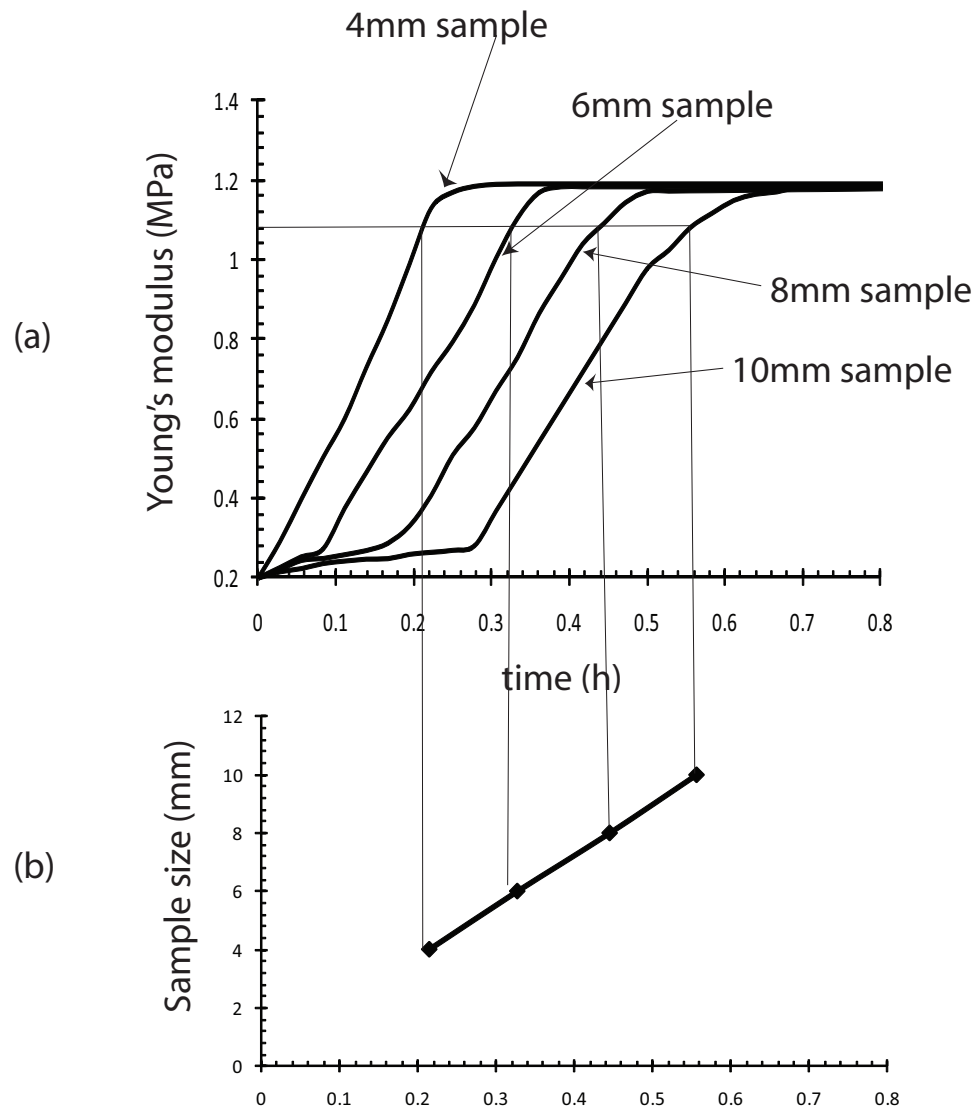 4mm sample
6mm sample
8mm sample
10mm sample
(a)
Young's modulus (MPa)
1.4
1.2
1
0.8
0.6
0.4
0.2
0 0.1 0.2 0.3 0.4 0.5 0.6 0.7 0.8
time (h)
(b)
Sample size (mm)
12
10
8
6
4
2
0
0 0.1 0.2 0.3 0.4 0.5 0.6 0.7 0.8